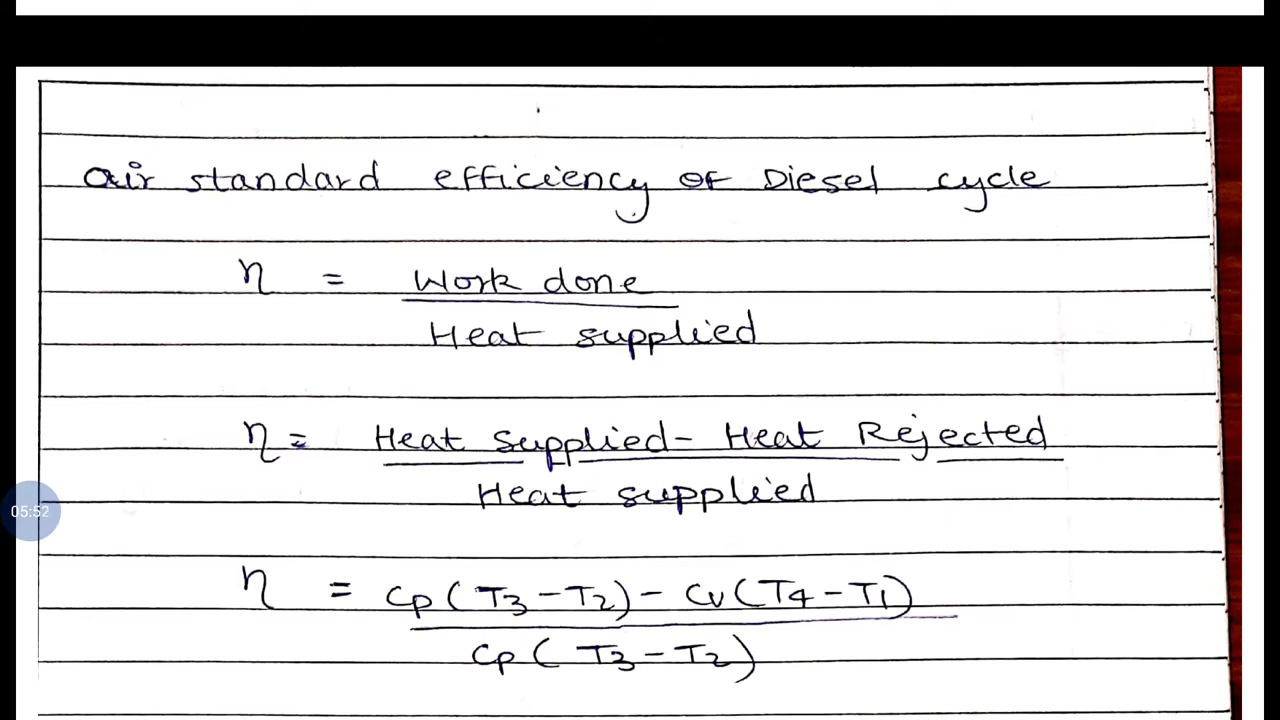 air standard efficiency of Diesel cycle
η = Work done
Heat supplied
η = Heat Supplied - Heat Rejected
Heat supplied
05:52
η = Cp (T3 - T2) - Cv (T4 - T1)
Cp (T3 - T2)